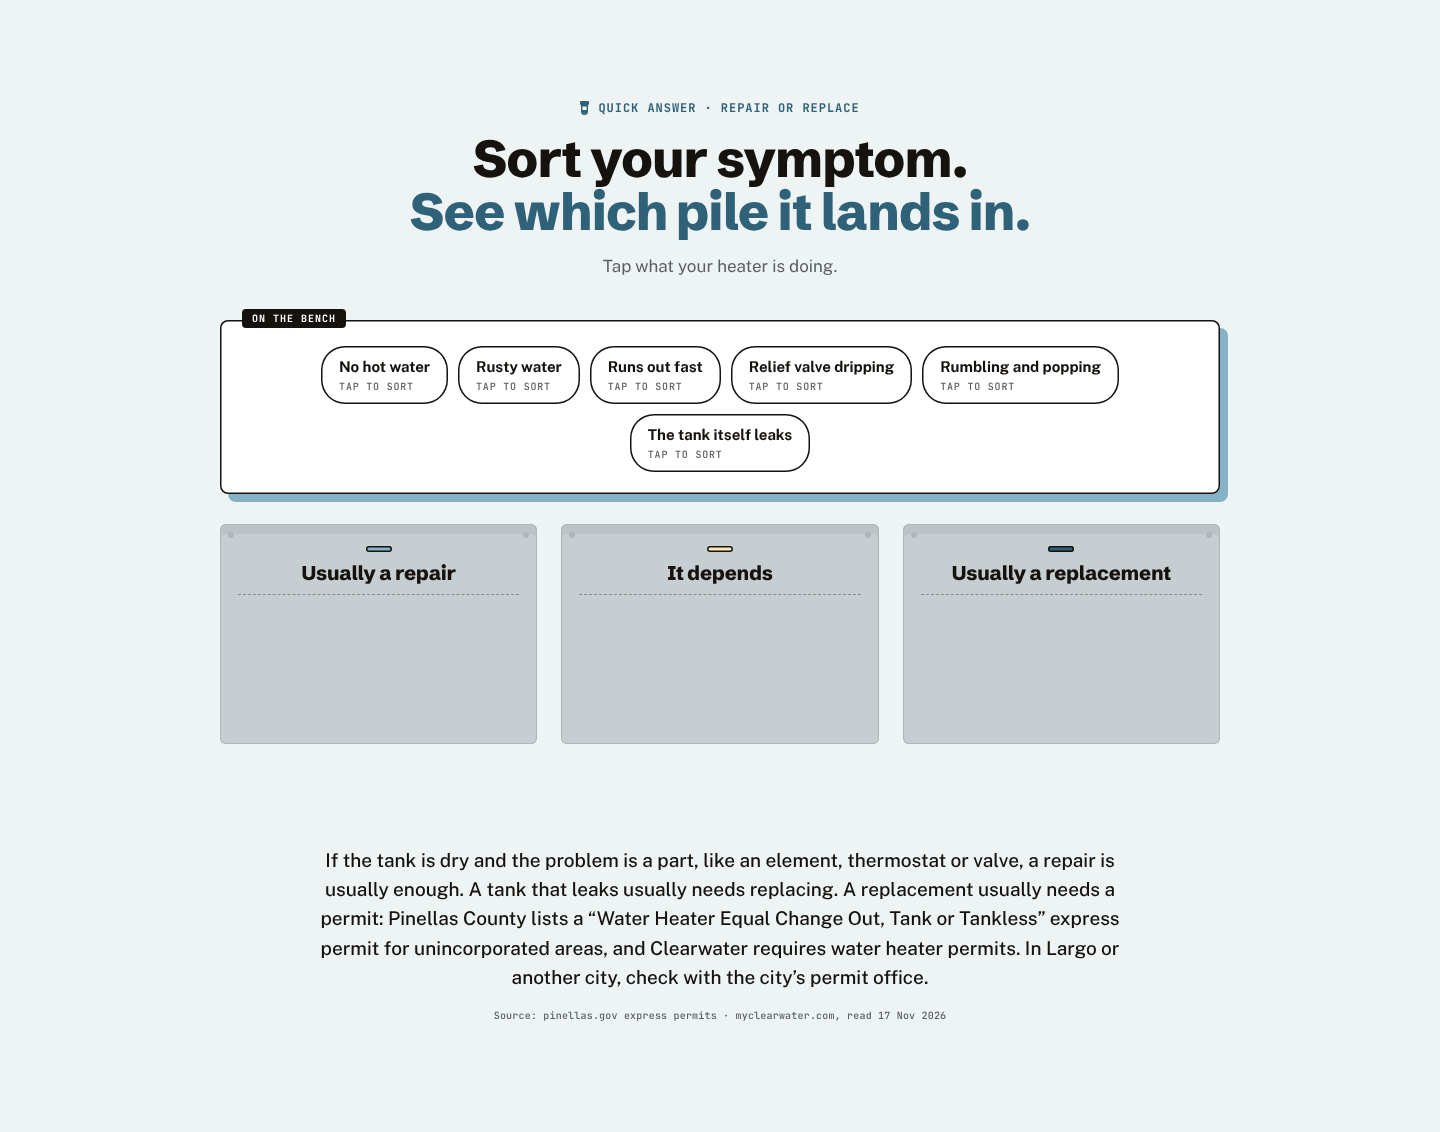 QUICK ANSWER · REPAIR OR REPLACE
Sort your symptom.
See which pile it lands in.
Tap what your heater is doing.
ON THE BENCH
No hot water
TAP TO SORT
Rusty water
TAP TO SORT
Runs out fast
TAP TO SORT
Relief valve dripping
TAP TO SORT
Rumbling and popping
TAP TO SORT
The tank itself leaks
TAP TO SORT
Usually a repair
It depends
Usually a replacement
If the tank is dry and the problem is a part, like an element, thermostat or valve, a repair is
usually enough. A tank that leaks usually needs replacing. A replacement usually needs a
permit: Pinellas County lists a “Water Heater Equal Change Out, Tank or Tankless” express
permit for unincorporated areas, and Clearwater requires water heater permits. In Largo or
another city, check with the city’s permit office.
Source: pinellas.gov express permits · myclearwater.com, read 17 Nov 2026